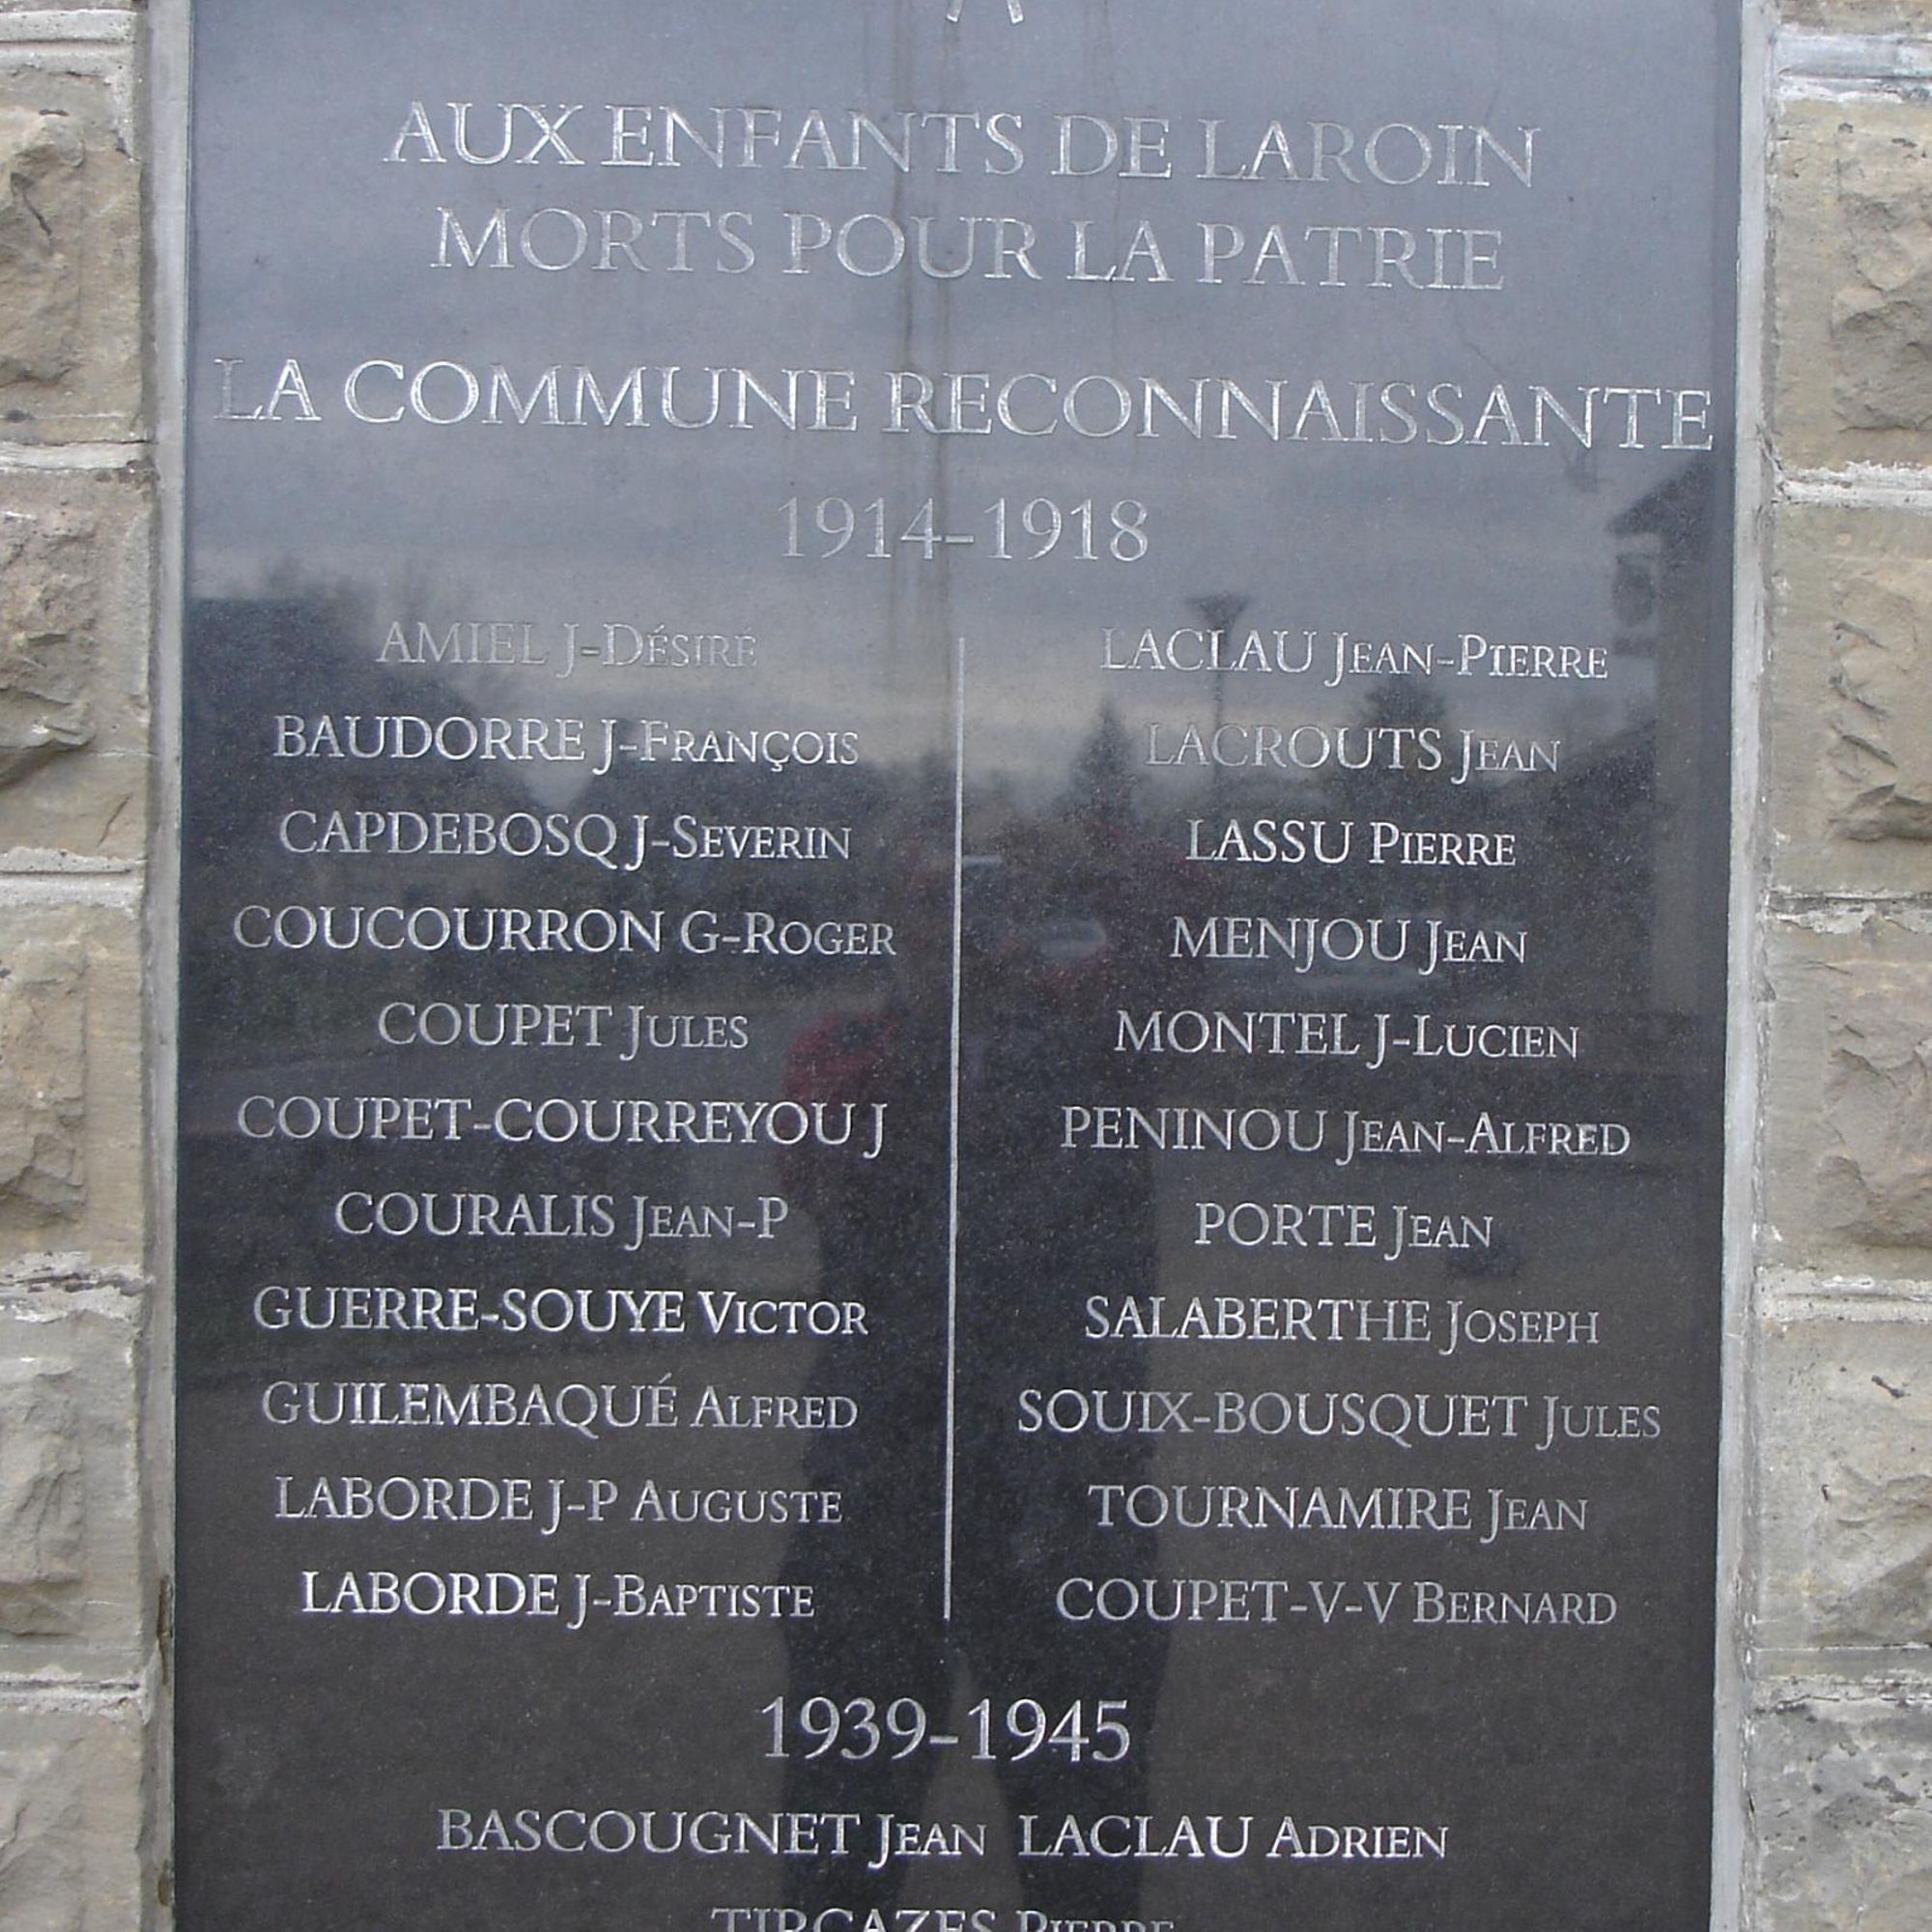 AUX ENFANTS DE LAROIN
MORTS POUR LA PATRIE
LA COMMUNE RECONNAISSANTE
1914-1918
AMIEL J-DÉSIRÉ
BAUDORRE J-FRANÇOIS
CAPDEBOSQ J-SEVERIN
COUCOURRON G-ROGER
COUPET JULES
COUPET-COURREYOU J
COURALIS JEAN-P
GUERRE-SOUYE VICTOR
GUILEMBAQUÉ ALFRED
LABORDE J-P AUGUSTE
LABORDE J-BAPTISTE
LACLAU JEAN-PIERRE
LACROUTS JEAN
LASSU PIERRE
MENJOU JEAN
MONTEL J-LUCIEN
PENINOU JEAN-ALFRED
PORTE JEAN
SALABERTHE JOSEPH
SOUIX-BOUSQUET JULES
TOURNAMIRE JEAN
COUPET-V-V BERNARD
1939-1945
BASCOUGNET JEAN LACLAU ADRIEN
TIRCAZES PIERRE